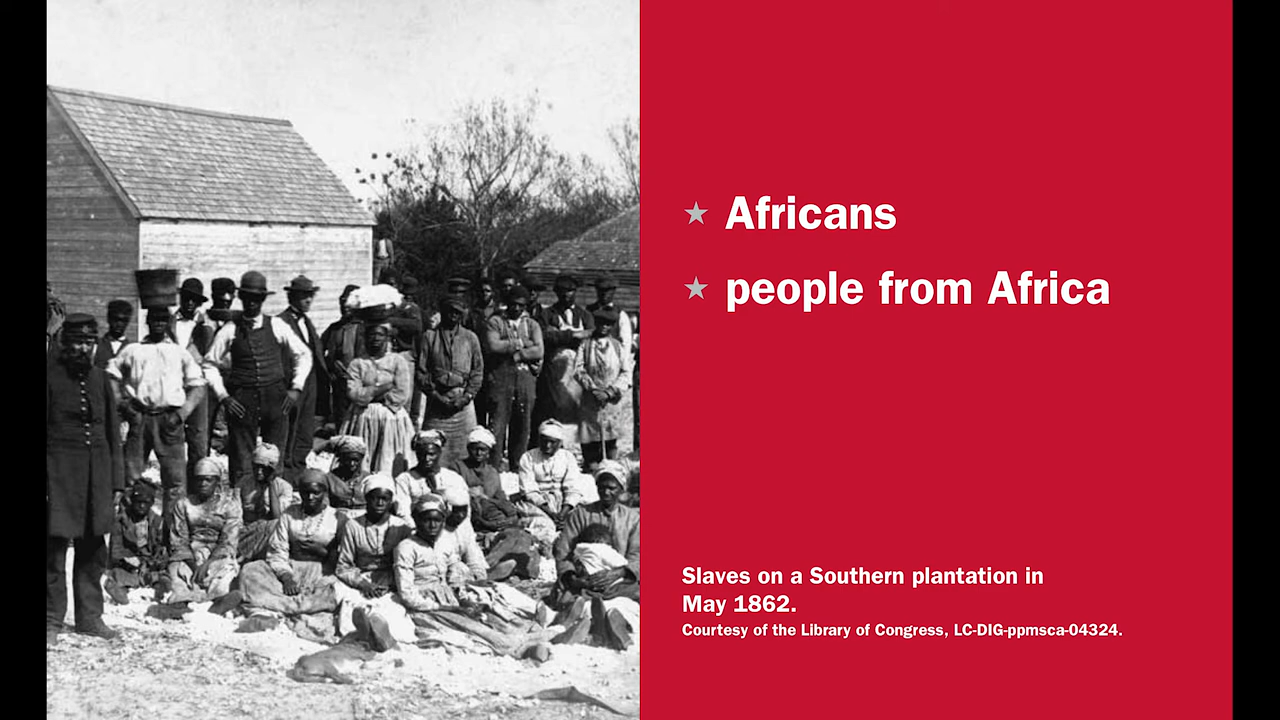 Africans
people from Africa
Slaves on a Southern plantation in
May 1862.
Courtesy of the Library of Congress, LC-DIG-ppmsca-04324.